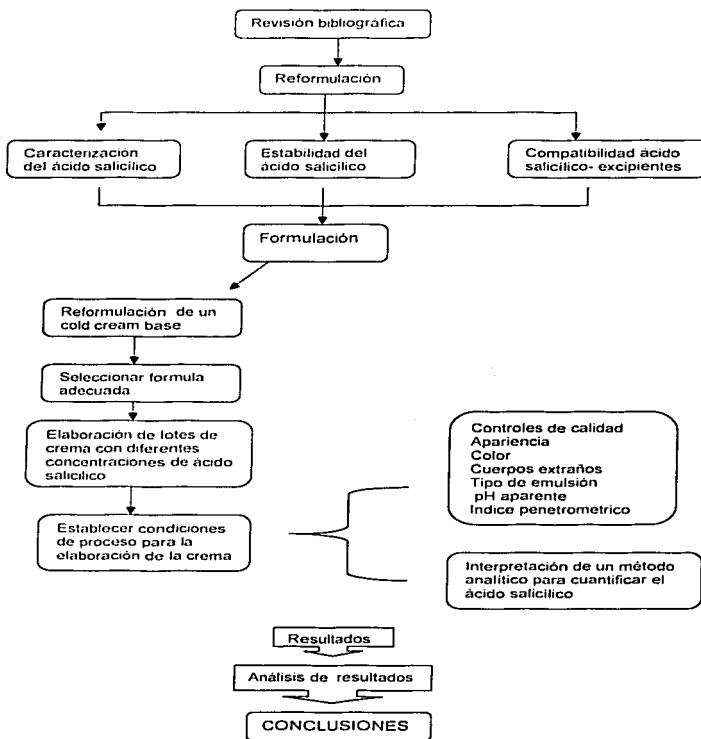 Revisión bibliográfica
Reformulación
Caracterización
del ácido salicílico
Estabilidad del
ácido salicílico
Compatibilidad ácido
salicílico- excipientes
Formulación
Reformulación de un
cold cream base
Seleccionar formula
adecuada
Elaboración de lotes de
crema con diferentes
concentraciones de ácido
salicílico
Establecer condiciones
de proceso para la
elaboración de la crema
Controles de calidad
Apariencia
Color
Cuerpos extraños
Tipo de emulsión
pH aparente
Indice penetrometrico
Interpretación de un método
analítico para cuantificar el
ácido salicílico
Resultados
Análisis de resultados
CONCLUSIONES